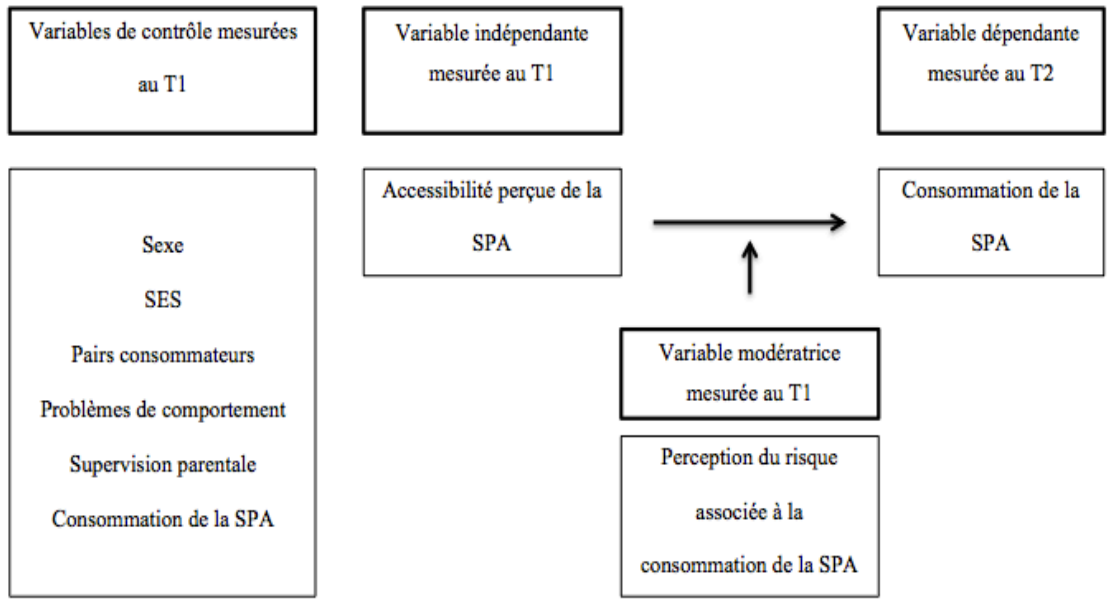 Variables de contrôle mesurées
au T1
Variable indépendante
mesurée au T1
Variable dépendante
mesurée au T2
Sexe
SES
Pairs consommateurs
Problèmes de comportement
Supervision parentale
Consommation de la SPA
Accessibilité perçue de la
SPA
Consommation de la
SPA
Variable modératrice
mesurée au T1
Perception du risque
associée à la
consommation de la SPA